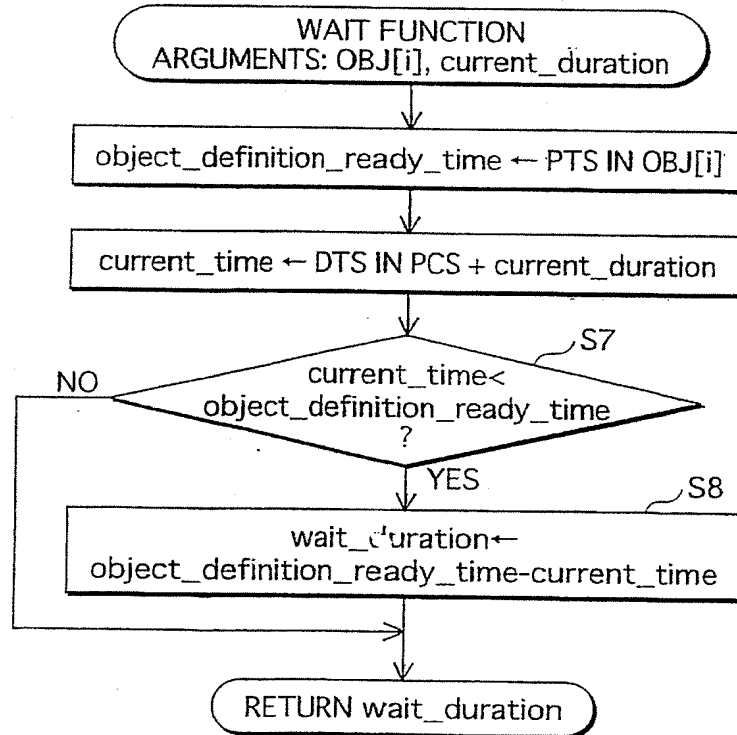 WAIT FUNCTION
ARGUMENTS: OBJ[i], current_duration
object_definition_ready_time ← PTS IN OBJ[i]
current_time ← DTS IN PCS + current_duration
S7
current_time<
object_definition_ready_time
?
NO
YES
S8
wait_duration←
object_definition_ready_time-current_time
RETURN wait_duration